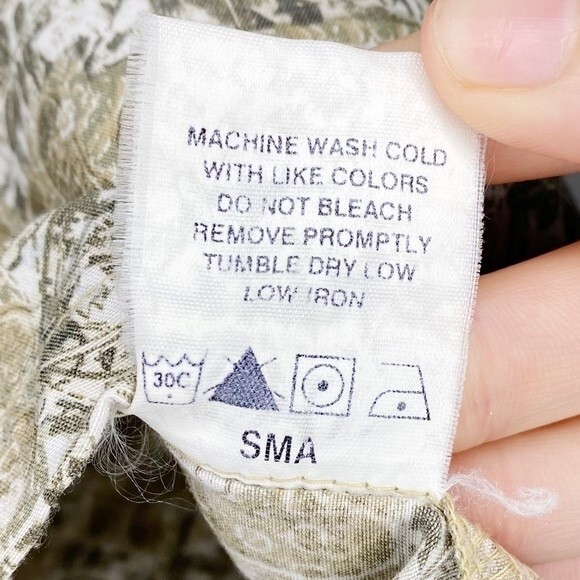 MACHINE WASH COLD
WITH LIKE COLORS
DO NOT BLEACH
REMOVE PROMPTLY
TUMBLE DRY LOW
LOW IRON
30C
SMA